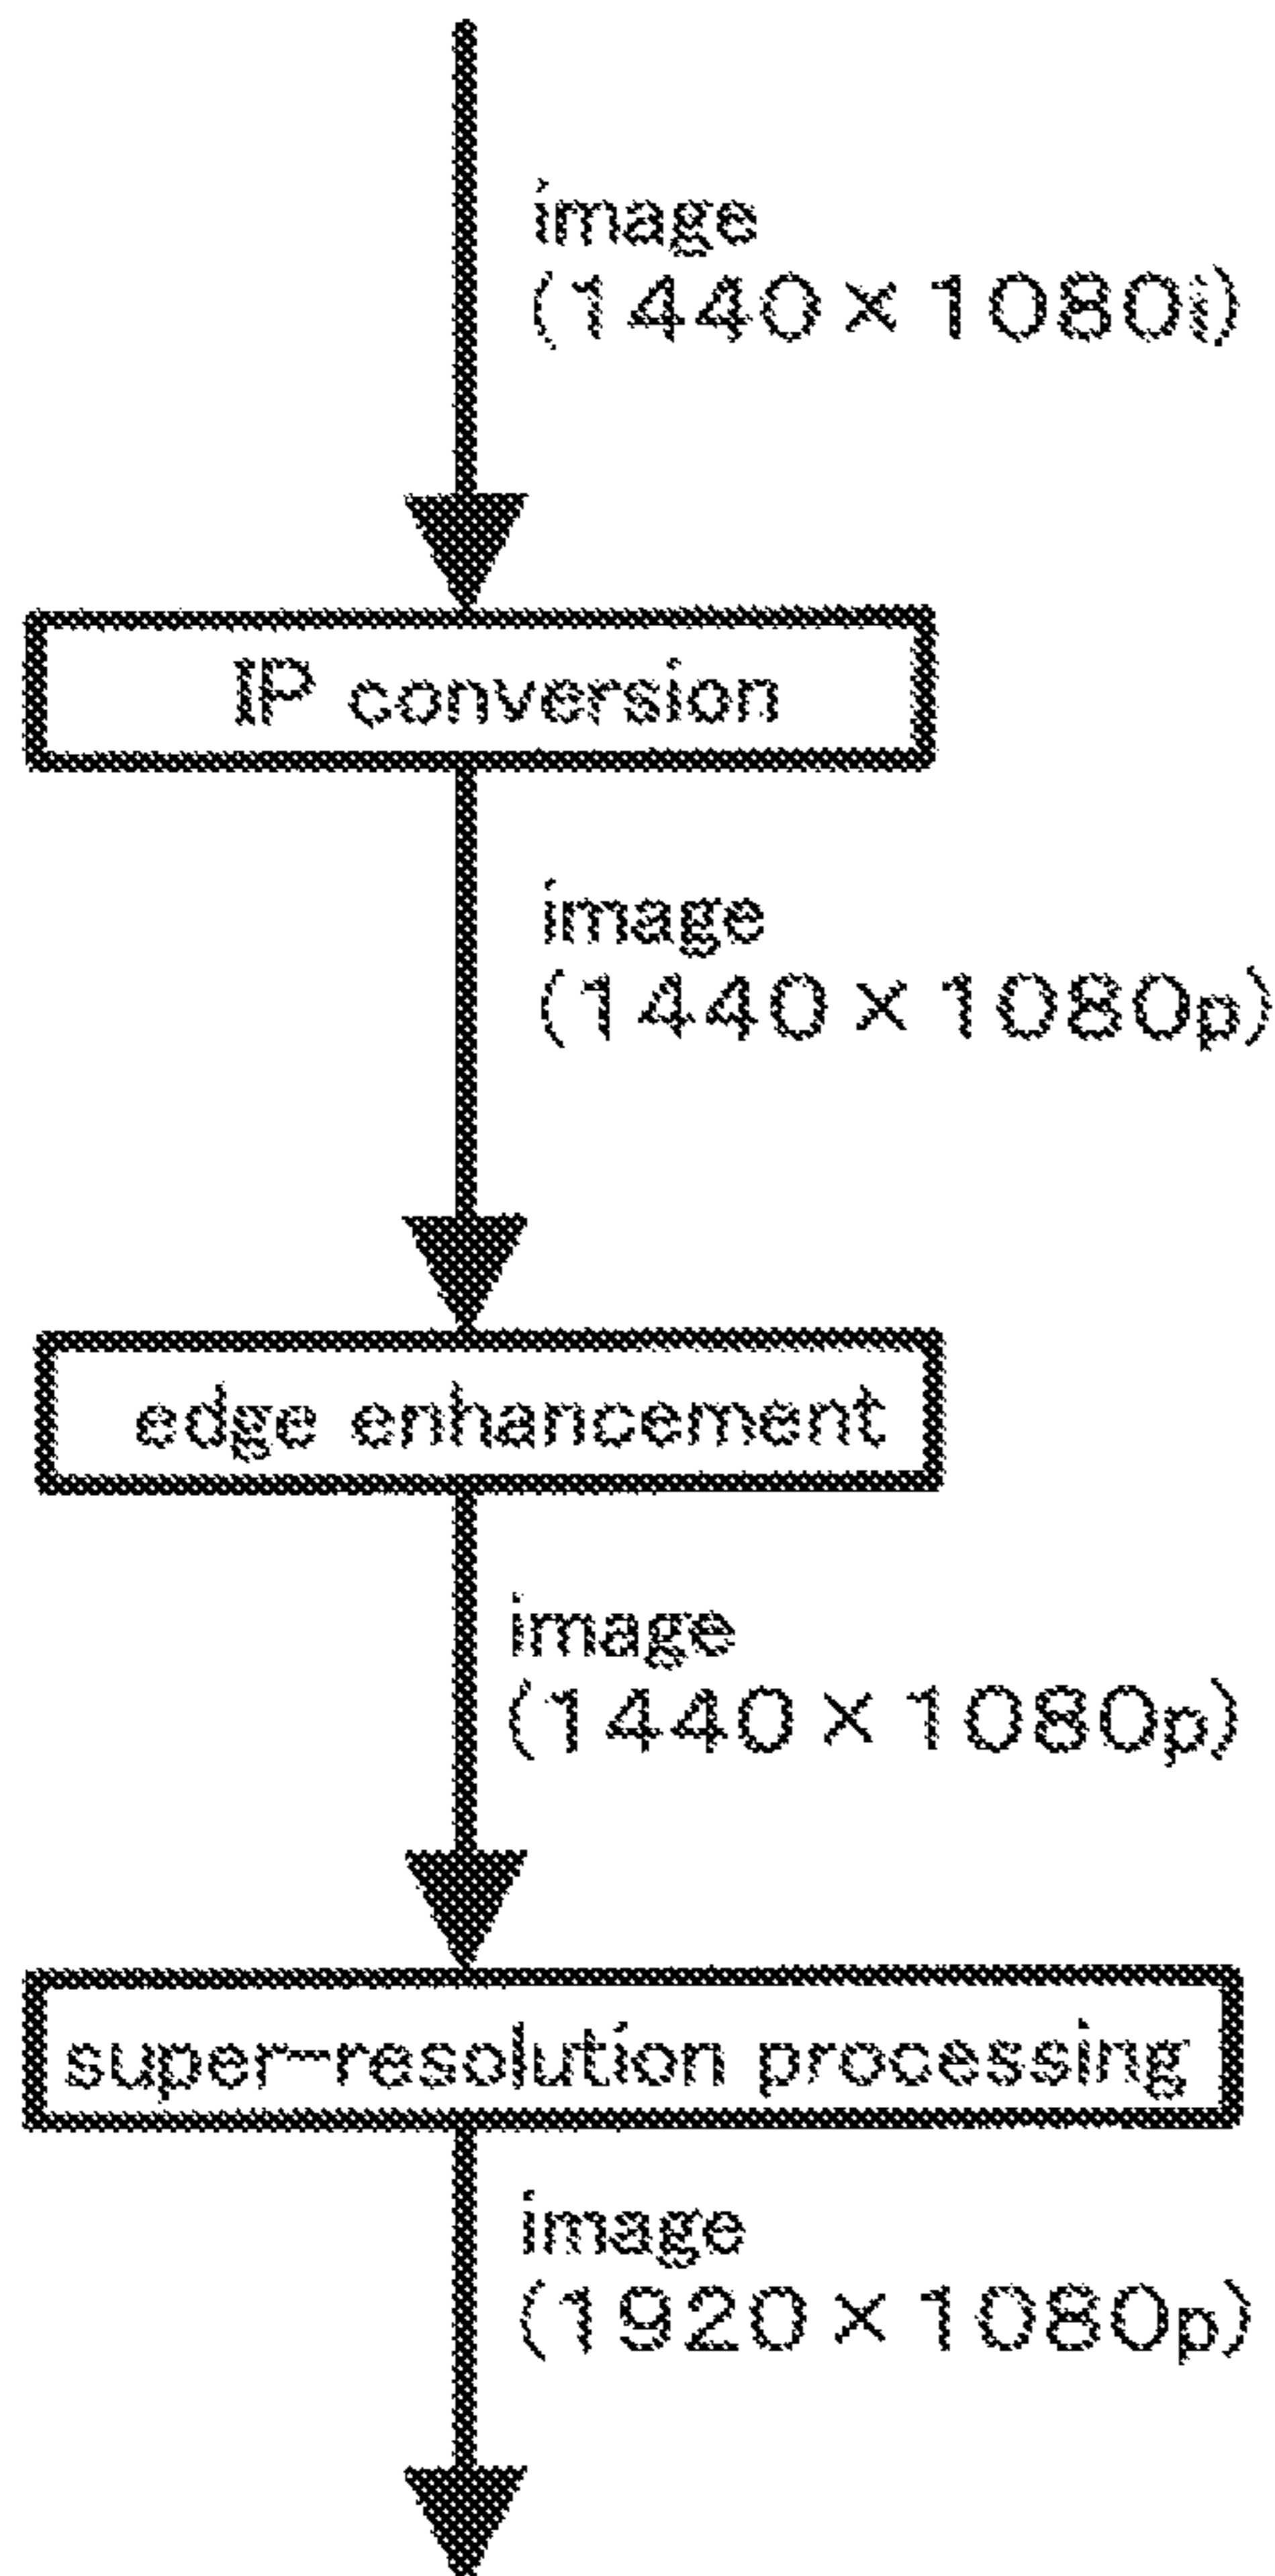 image
(1440×1080i)
IP conversion
image
(1440×1080p)
edge enhancement
image
(1440×1080p)
super-resolution processing
image
(1920×1080p)